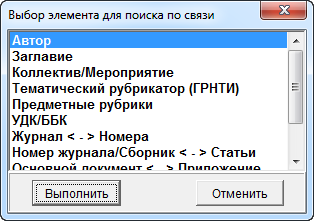 Выбор элемента для поиска по связи
Автор
Заглавие
Коллектив/Мероприятие
Тематический рубрикатор (ГРНТИ)
Предметные рубрики
УДК/ББК
Журнал < - > Номера
Номер журнала/Сборник < - > Статьи
Основной документ < - > Приложение
Выполнить
Отменить